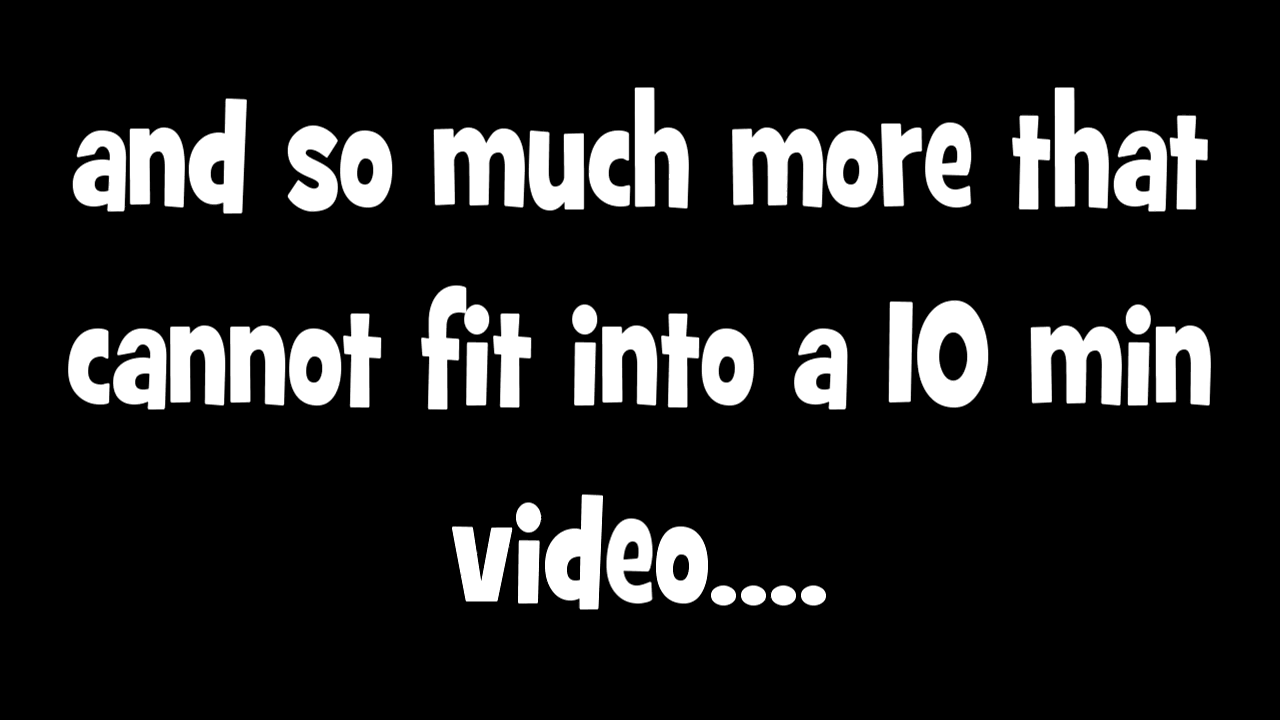 and so much more that
cannot fit into a 10 min
video....